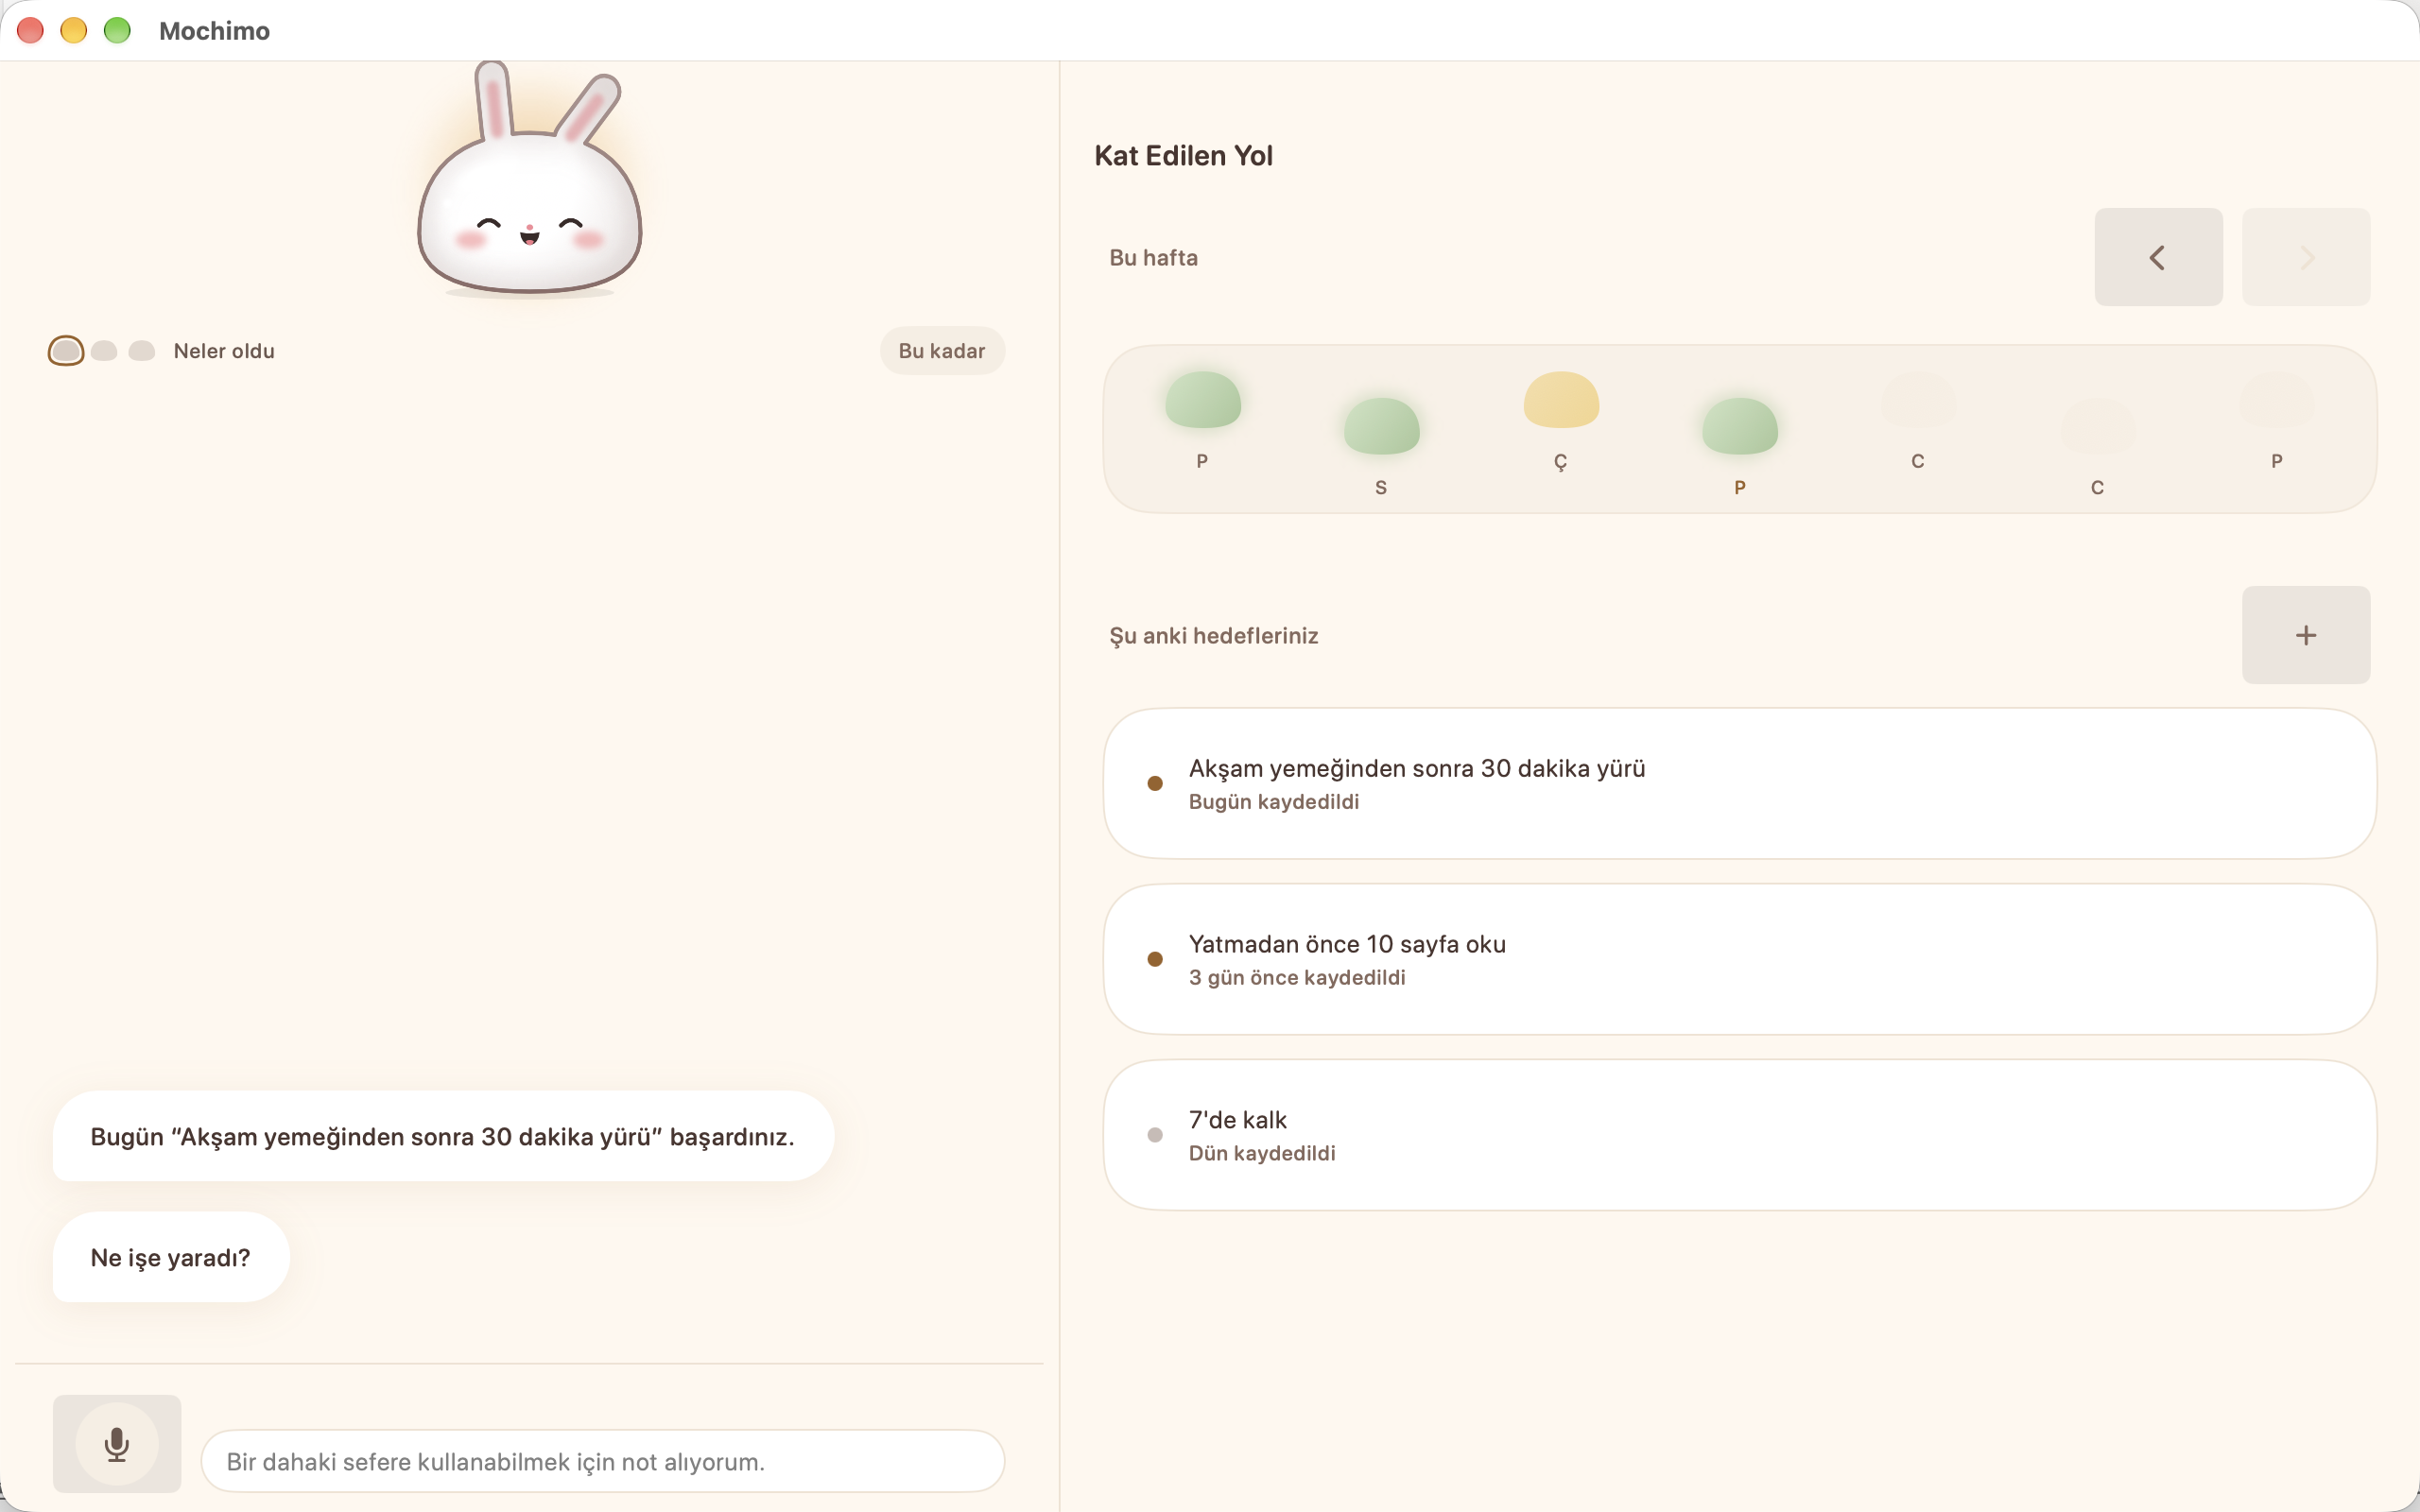 Mochimo
Neler oldu
Bu kadar
Bugün “Akşam yemeğinden sonra 30 dakika yürü” başardınız.
Ne işe yaradı?
Bir dahaki sefere kullanabilmek için not alıyorum.
Kat Edilen Yol
Bu hafta
P
S
Ç
P
C
C
P
Şu anki hedefleriniz
Akşam yemeğinden sonra 30 dakika yürü
Bugün kaydedildi
Yatmadan önce 10 sayfa oku
3 gün önce kaydedildi
7'de kalk
Dün kaydedildi